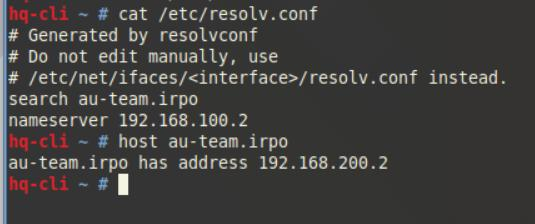 hq-cli ~ # cat /etc/resolv.conf
# Generated by resolvconf
# Do not edit manually, use
# /etc/net/ifaces/<interface>/resolv.conf instead.
search au-team.irpo
nameserver 192.168.100.2
hq-cli ~ # host au-team.irpo
au-team.irpo has address 192.168.200.2
hq-cli ~ #